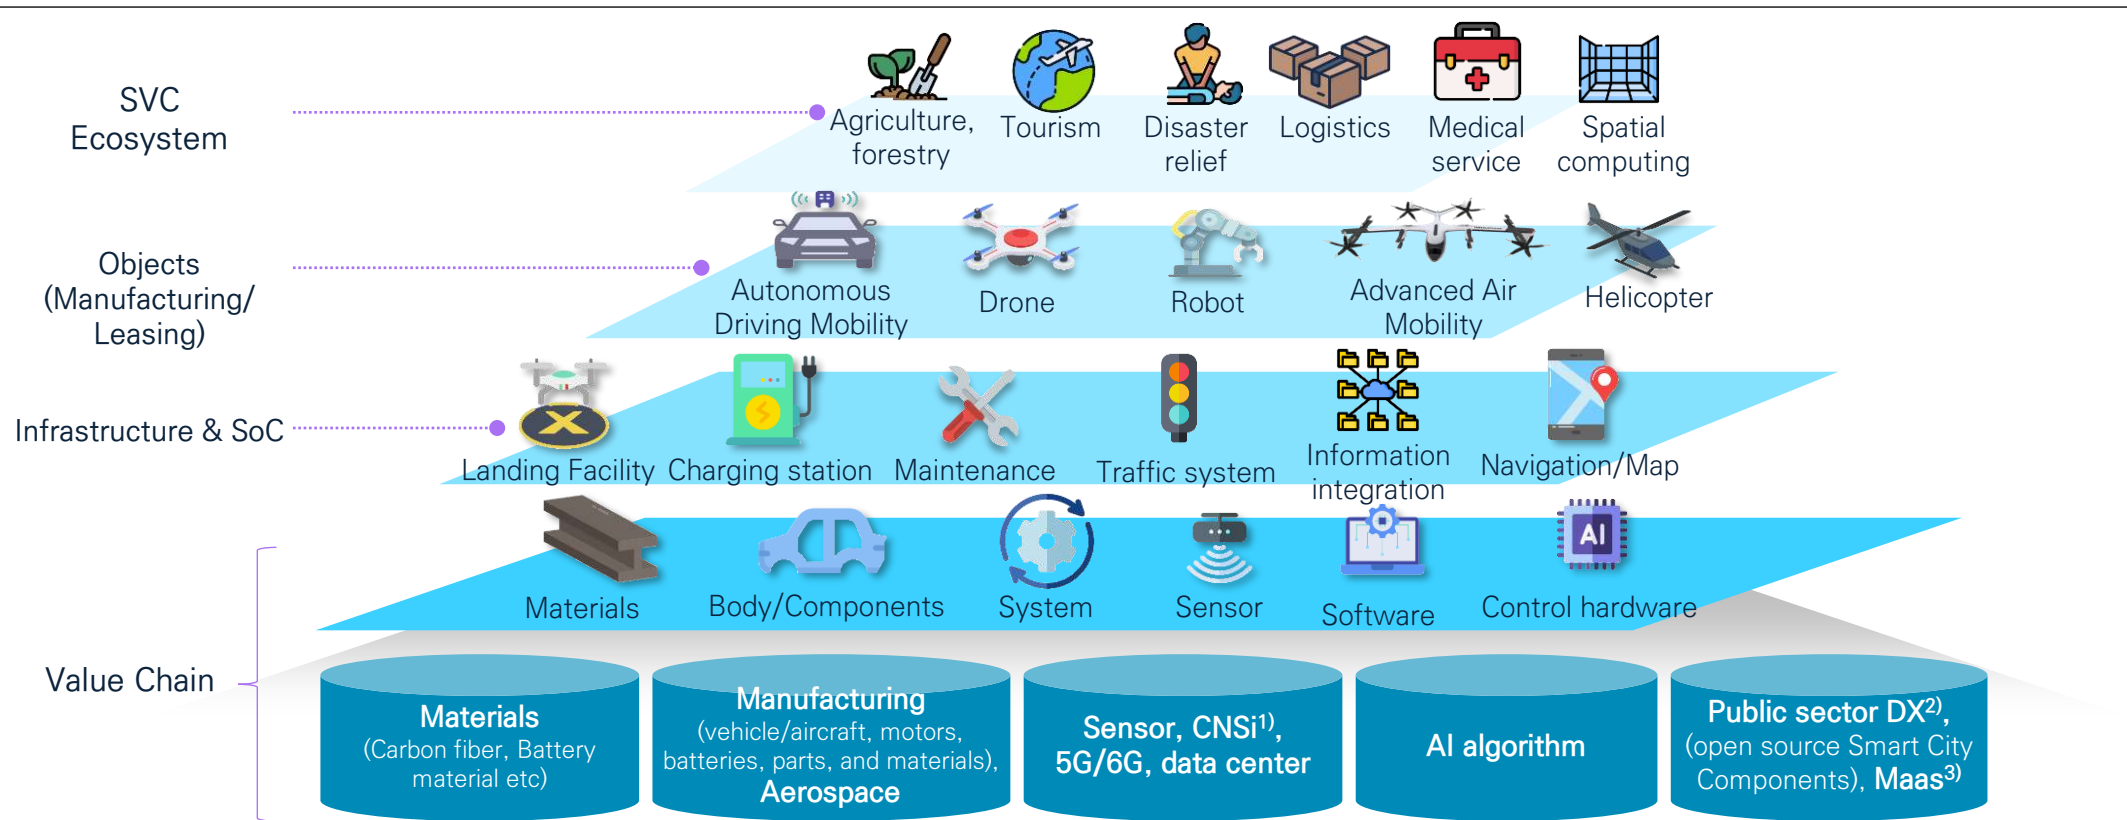 SVC
Ecosystem
Agriculture,
forestry
Tourism
Disaster
relief
Logistics
Medical
service
Spatial
computing
Objects
(Manufacturing/
Leasing)
Autonomous
Driving Mobility
Drone
Robot
Advanced Air
Mobility
Helicopter
Infrastructure & SoC
Landing Facility
Charging station
Maintenance
Traffic system
Information
integration
Navigation/Map
Value Chain
Materials
Body/Components
System
Sensor
Software
AI
Control hardware
Materials
(Carbon fiber, Battery
material etc)
Manufacturing
(vehicle/aircraft, motors,
batteries, parts, and materials),
Aerospace
Sensor, CNSi¹⁾,
5G/6G, data center
AI algorithm
Public sector DX²⁾,
(open source Smart City
Components), Maas³⁾